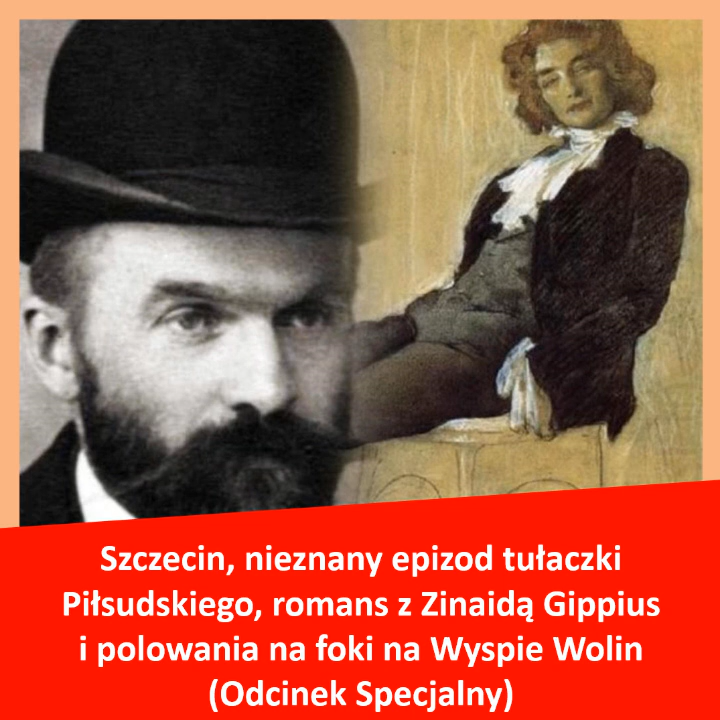 Szczecin, nieznany epizod tułaczki
Piłsudskiego, romans z Zinaidą Gippius
i polowania na foki na Wyspie Wolin
(Odcinek Specjalny)